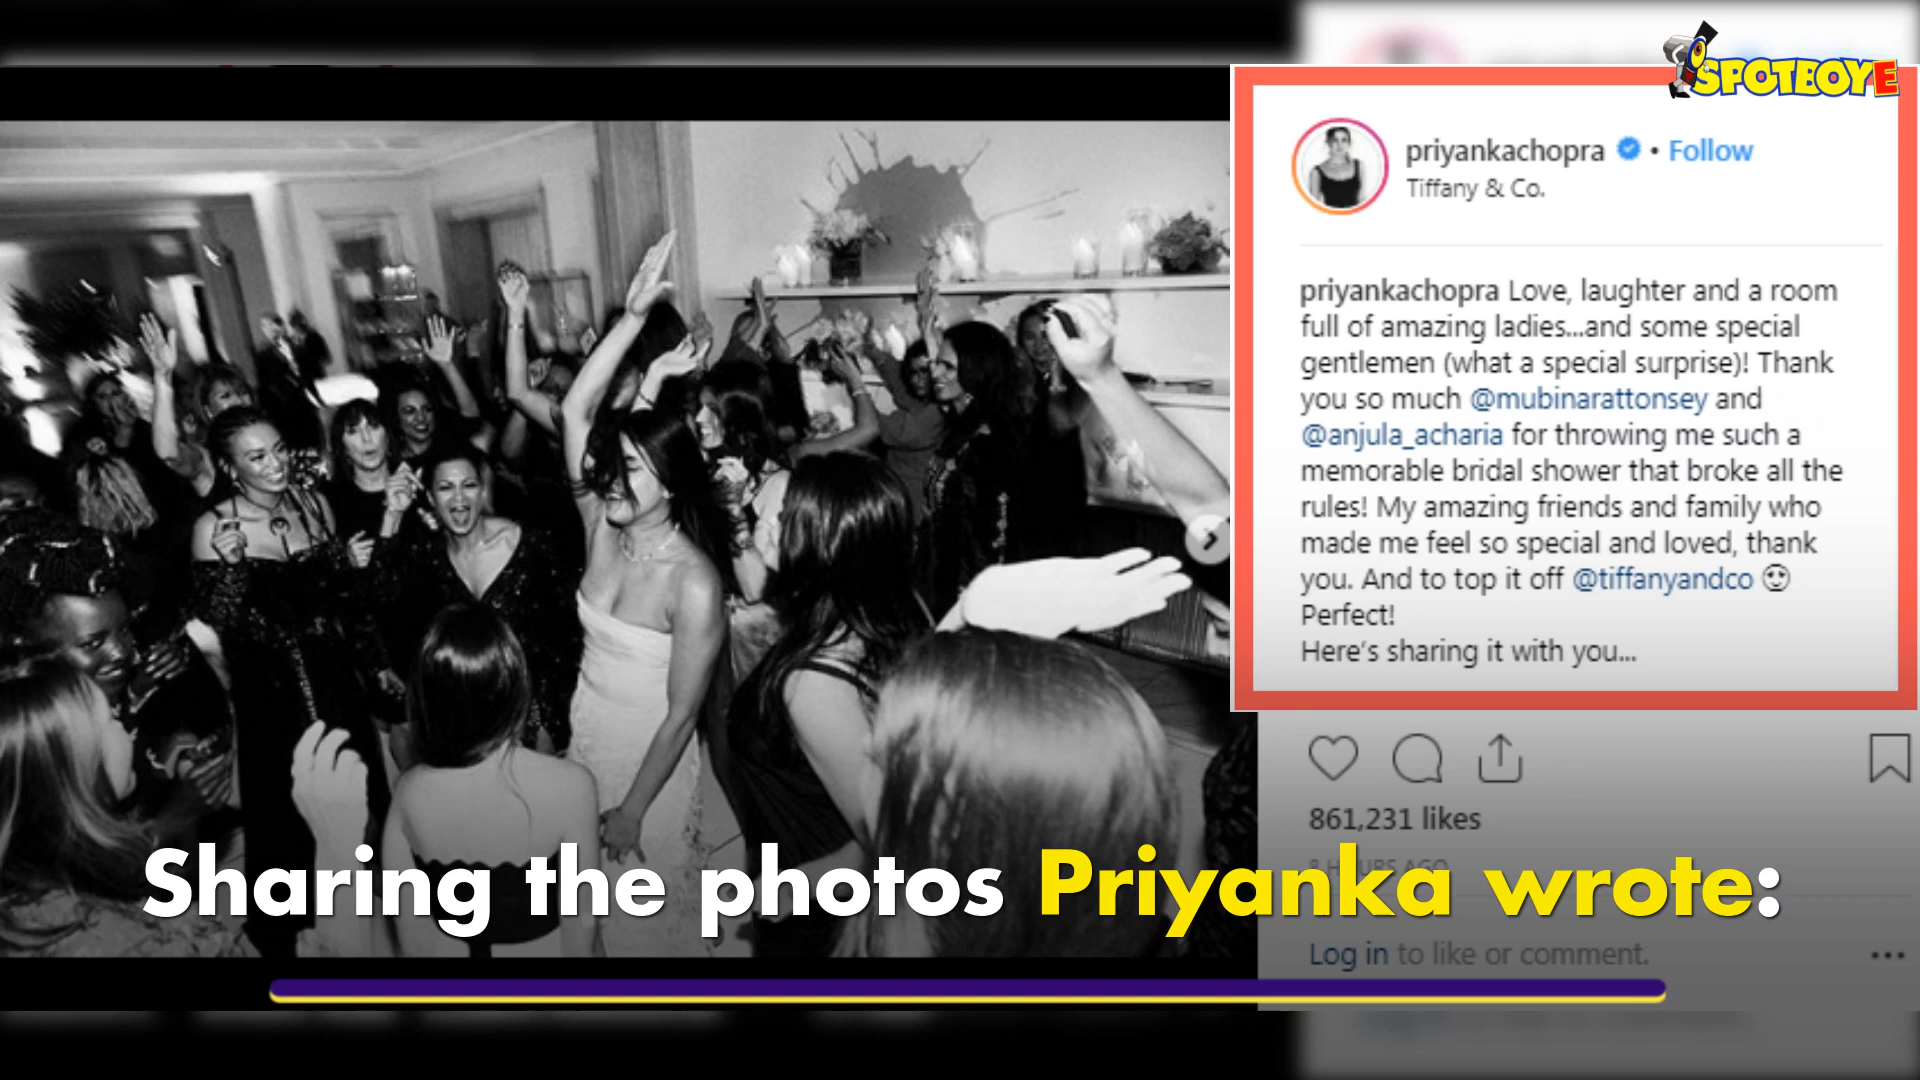 SPOTBOYE
priyankachopra • Follow
Tiffany & Co.
priyankachopra Love, laughter and a room
full of amazing ladies...and some special
gentlemen (what a special surprise)! Thank
you so much @mubinarattonsey and
@anjula_acharia for throwing me such a
memorable bridal shower that broke all the
rules! My amazing friends and family who
made me feel so special and loved, thank
you. And to top it off @tiffanyandco 😍
Perfect!
Here's sharing it with you...
861,231 likes
8 HOURS AGO
Sharing the photos Priyanka wrote:
Log in to like or comment.